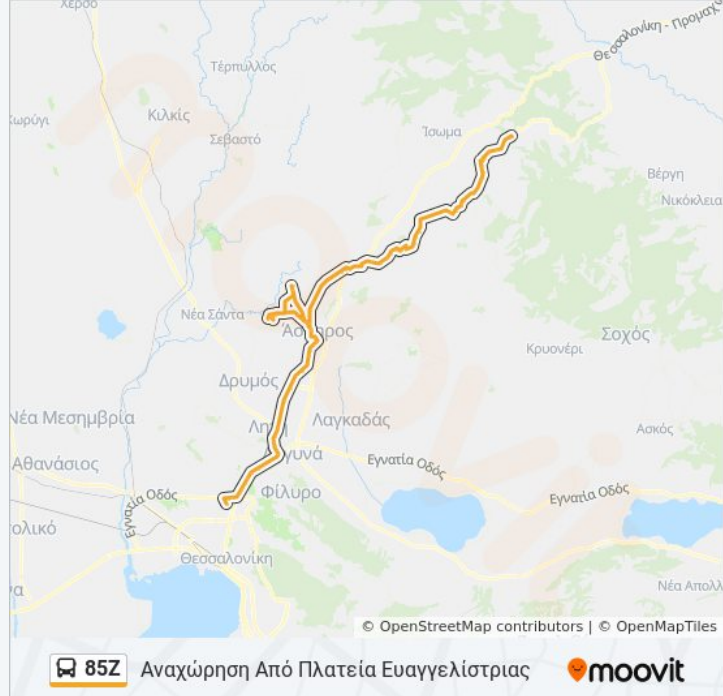 Χέρσο
Θεσσαλονίκη - Προμαχ
Τέρπυλλος
Κιλκίς
Ίσωμα
Σεβαστό
Βέργη
Νικόκλεια
Νέα Σάντα
Σοχός
Κρυονέρι
Δρυμός
Νέα Μεσημβρία
Λαγκαδάς
Ασκός
Αθανάσιος
Εγνατία Οδός
Εγνατία Οδός
Φίλυρο
Εγνατία Οδός
Θεσσαλονίκη
Νέα Απολλ
© OpenStreetMap contributors | © OpenMapTiles
85Z Αναχώρηση Από Πλατεία Ευαγγελίστριας moovit